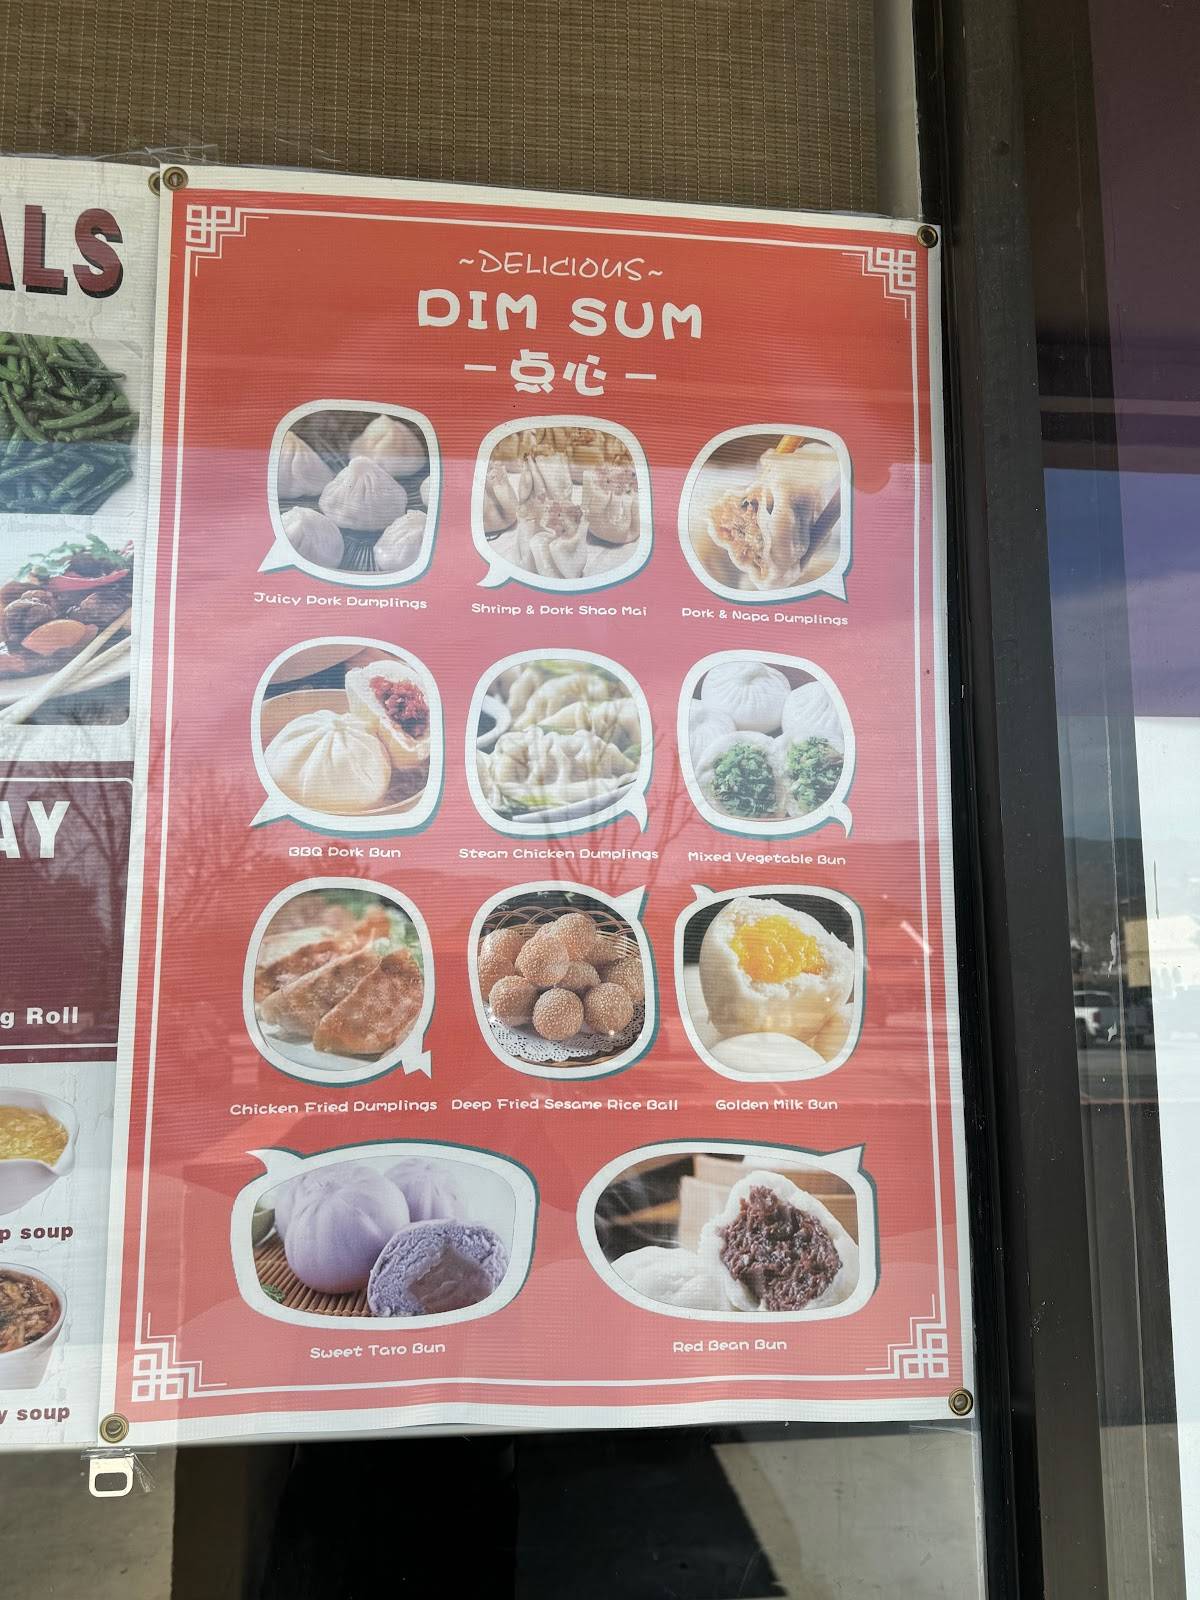 ALS
AY
g Roll
p soup
y soup
~DELICIOUS~
DIM SUM
－点心－
Juicy Pork Dumplings
Shrimp & Pork Shao Mai
Pork & Napa Dumplings
BBQ Pork Bun
Steam Chicken Dumplings
Mixed Vegetable Bun
Chicken Fried Dumplings
Deep Fried Sesame Rice Ball
Golden Milk Bun
Sweet Taro Bun
Red Bean Bun